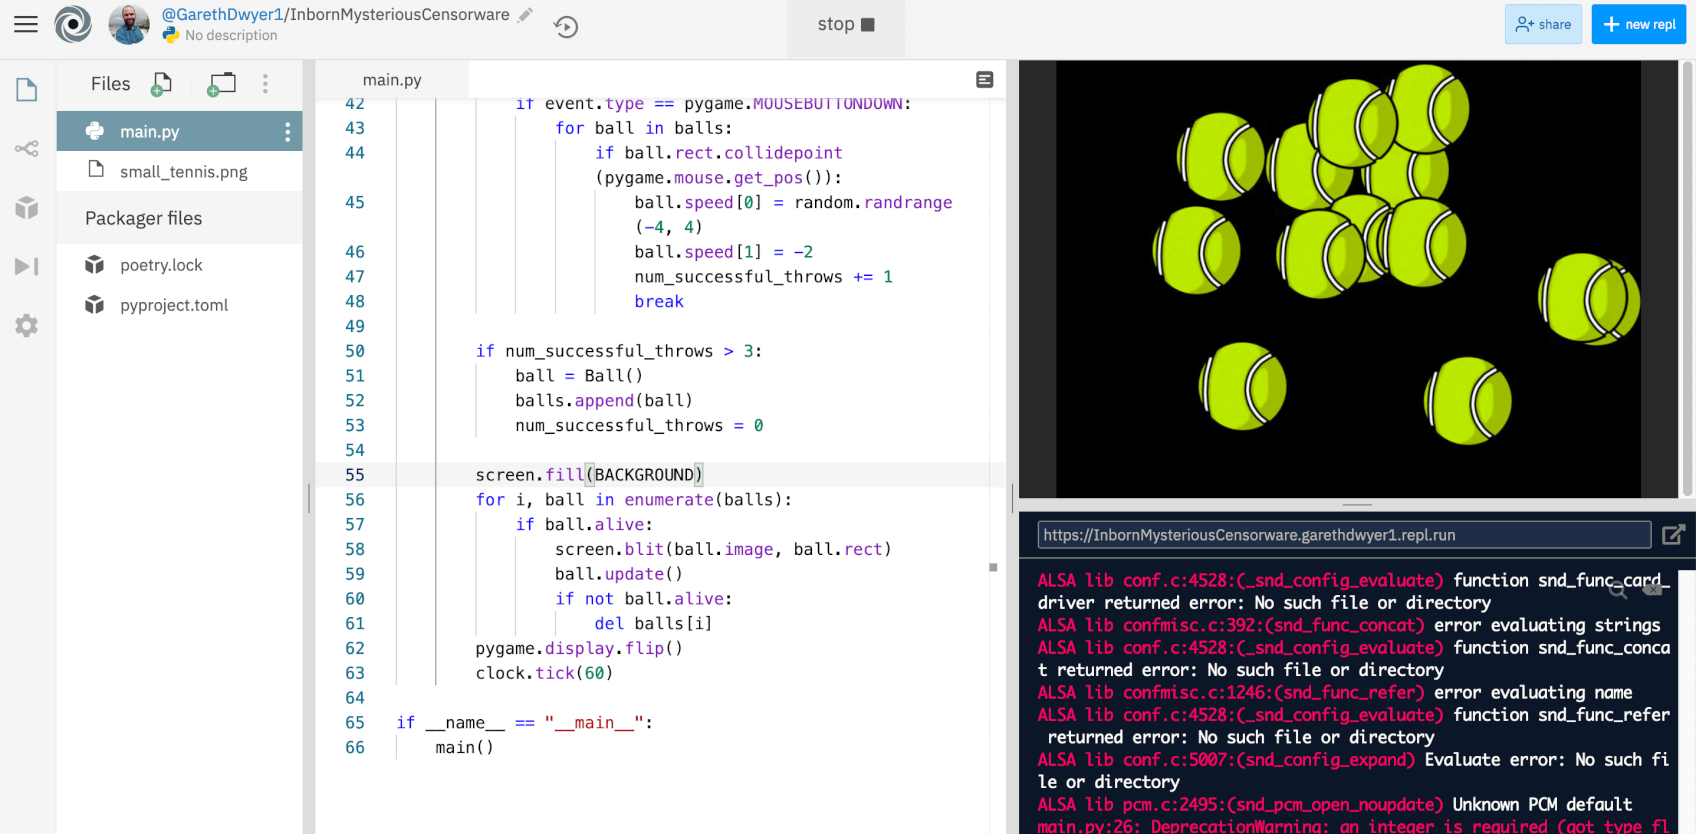 @GarethDwyer1/InbornMysteriousCensorware
No description
stop
share
+ new repl
Files
main.py
small_tennis.png
Packager files
poetry.lock
pyproject.toml
main.py
42 if event.type == pygame.MOUSEBUTTONDOWN:
43 for ball in balls:
44 if ball.rect.collidepoint
(pygame.mouse.get_pos()):
45 ball.speed[0] = random.randrange
(-4, 4)
46 ball.speed[1] = -2
47 num_successful_throws += 1
48 break
49
50 if num_successful_throws > 3:
51 ball = Ball()
52 balls.append(ball)
53 num_successful_throws = 0
54
55 screen.fill(BACKGROUND)
56 for i, ball in enumerate(balls):
57 if ball.alive:
58 screen.blit(ball.image, ball.rect)
59 ball.update()
60 if not ball.alive:
61 del balls[i]
62 pygame.display.flip()
63 clock.tick(60)
64
65 if __name__ == "__main__":
66 main()
https://InbornMysteriousCensorware.garethdwyer1.repl.run
ALSA lib conf.c:4528:(_snd_config_evaluate) function snd_func_card_
driver returned error: No such file or directory
ALSA lib confmisc.c:392:(snd_func_concat) error evaluating strings
ALSA lib conf.c:4528:(_snd_config_evaluate) function snd_func_conca
t returned error: No such file or directory
ALSA lib confmisc.c:1246:(snd_func_refer) error evaluating name
ALSA lib conf.c:4528:(_snd_config_evaluate) function snd_func_refer
returned error: No such file or directory
ALSA lib conf.c:5007:(snd_config_expand) Evaluate error: No such fi
le or directory
ALSA lib pcm.c:2495:(snd_pcm_open_noupdate) Unknown PCM default
main.py:26: DeprecationWarning: an integer is required (got type fl